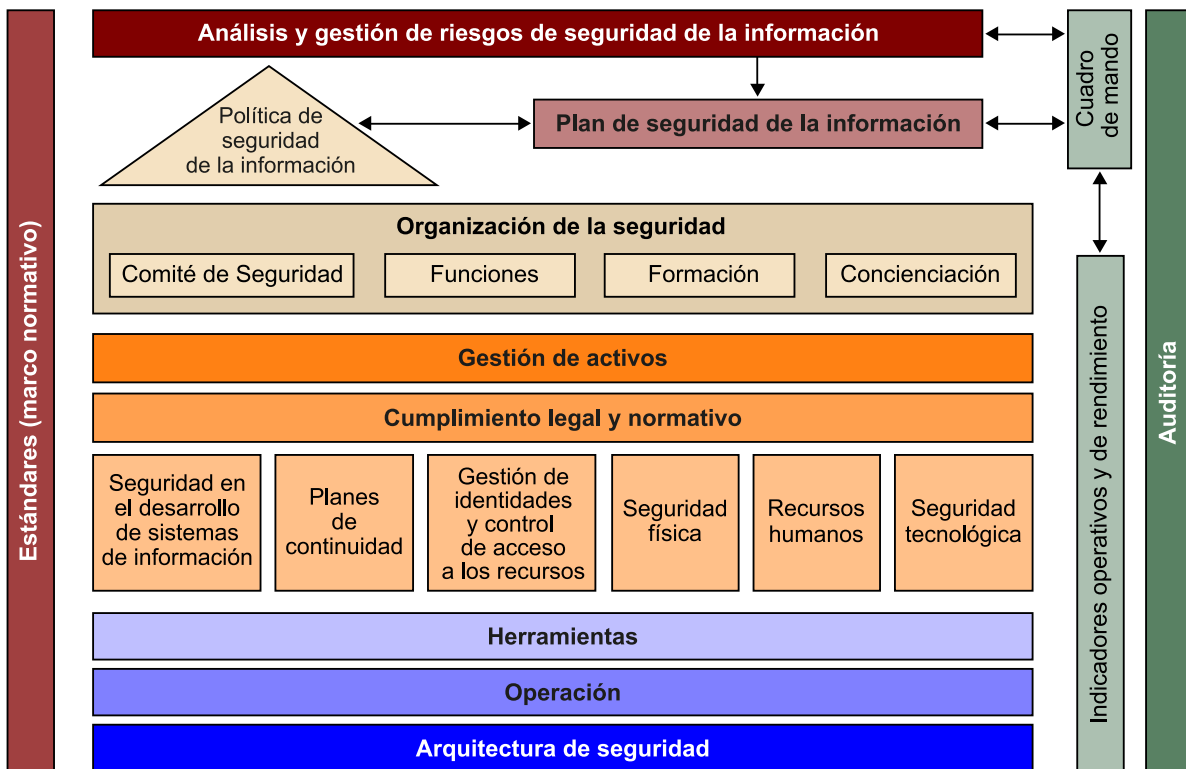 Estándares (marco normativo)
Análisis y gestión de riesgos de seguridad de la información
Política de
seguridad
de la información
Plan de seguridad de la información
Cuadro
de mando
Organización de la seguridad
Comité de Seguridad
Funciones
Formación
Concienciación
Gestión de activos
Cumplimiento legal y normativo
Seguridad en
el desarrollo
de sistemas
de información
Planes
de
continuidad
Gestión de
identidades
y control
de acceso
a los recursos
Seguridad
física
Recursos
humanos
Seguridad
tecnológica
Herramientas
Operación
Arquitectura de seguridad
Indicadores operativos y de rendimiento
Auditoría